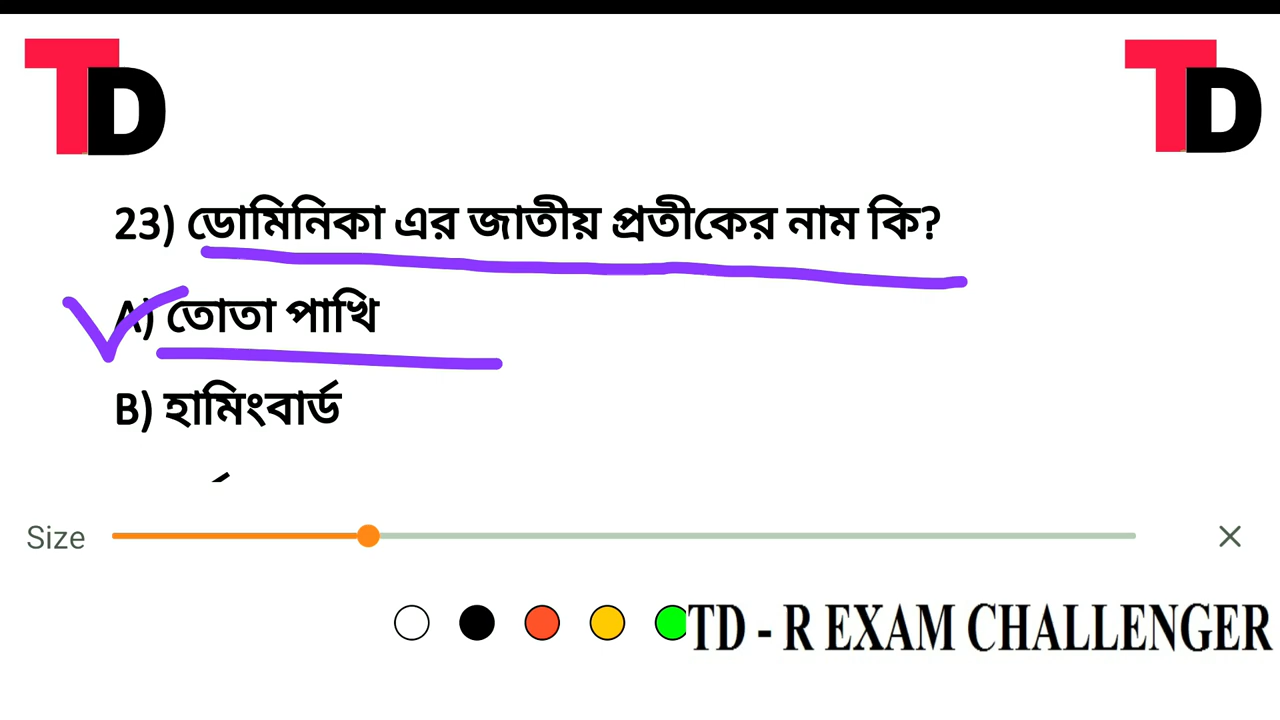 TD
TD
23) ডোমিনিকা এর জাতীয় প্রতীকের নাম কি?
A) তোতা পাখি
B) হামিংবার্ড
Size
TD - R EXAM CHALLENGER